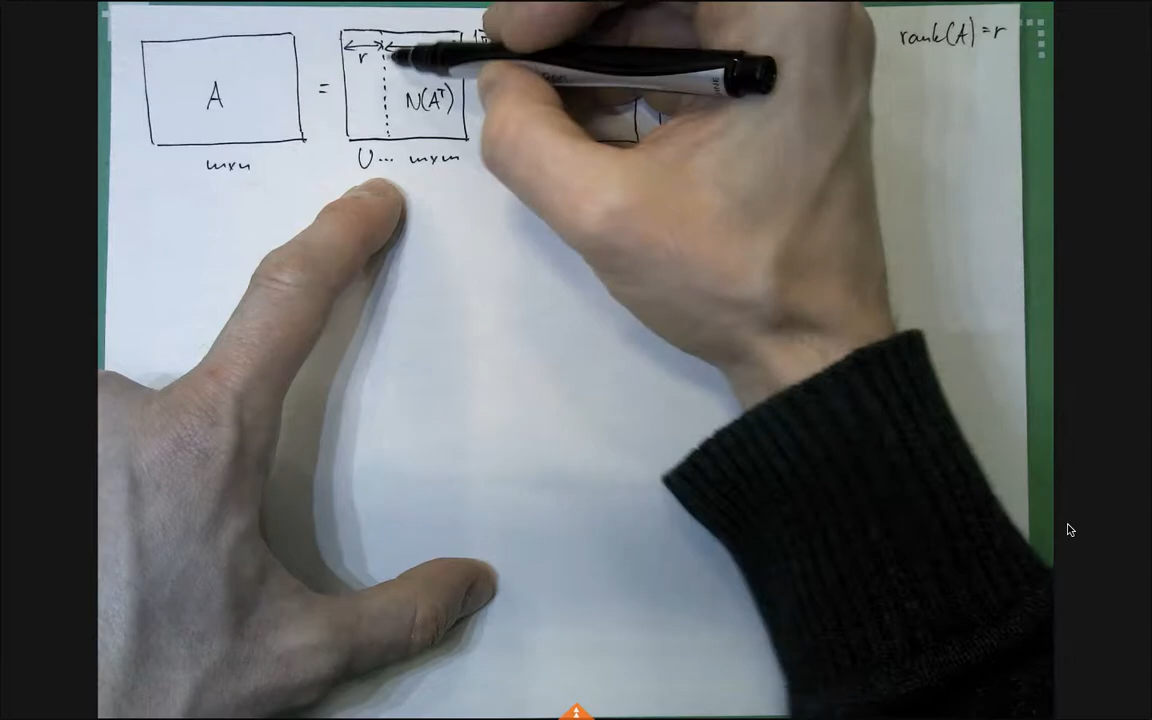 rank(A) = r
A =
r
N(Aᵀ)
m×n
U... m×m